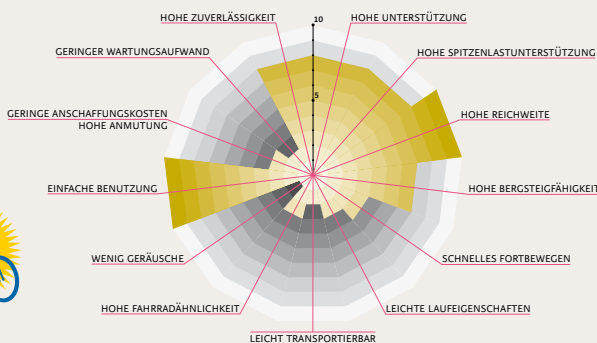 HOHE ZUVERLÄSSIGKEIT
10
HOHE UNTERSTÜTZUNG
GERINGER WARTUNGSAUFWAND
HOHE SPITZENLASTUNTERSTÜTZUNG
5
GERINGE ANSCHAFFUNGSKOSTEN
HOHE ANMUTUNG
HOHE REICHWEITE
EINFACHE BENUTZUNG
HOHE BERGSTEIGFÄHIGKEIT
WENIG GERÄUSCHE
SCHNELLES FORTBEWEGEN
HOHE FAHRRADÄHNLICHKEIT
LEICHTE LAUFEIGENSCHAFTEN
LEICHT TRANSPORTIERBAR